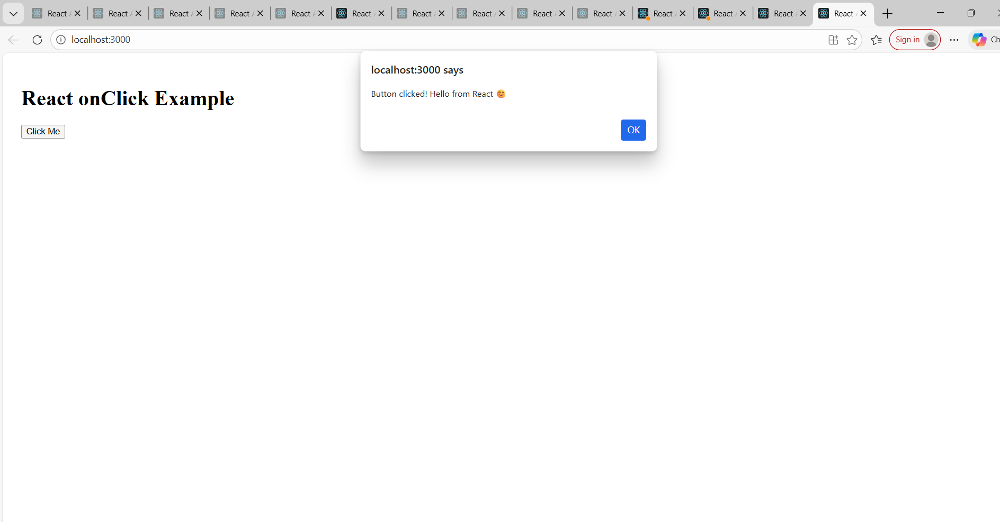 React React React React React React React React React React React React React React
localhost:3000
Sign in
Ch
localhost:3000 says
Button clicked! Hello from React 😊
OK
React onClick Example
Click Me